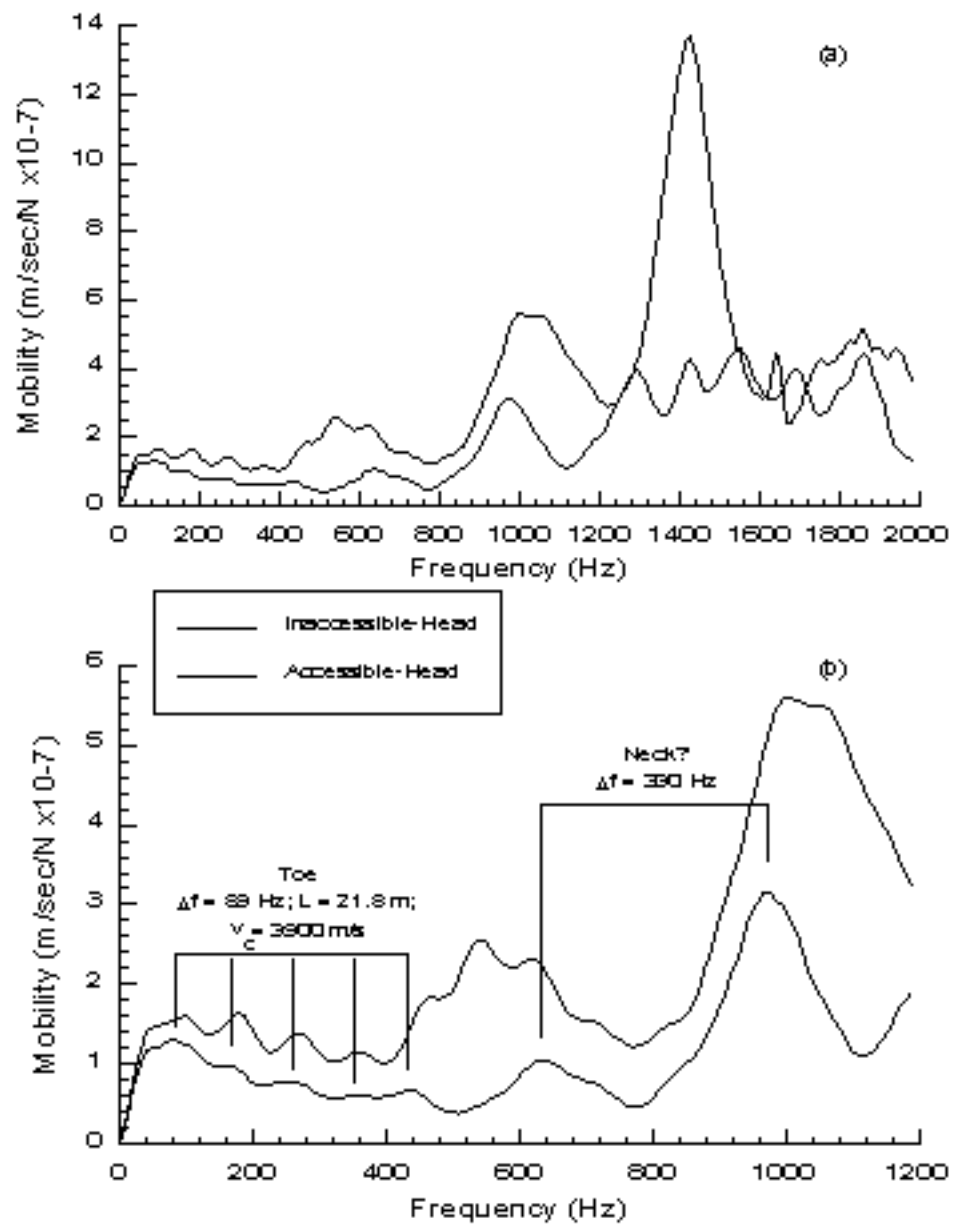 14
12
10
8
6
4
2
0
Mobility (m/sec/N x10-7)
(a)
0 200 400 600 800 1000 1200 1400 1600 1800 2000
Frequency (Hz)
Inaccessible-Head
Accessible-Head
6
5
4
3
2
1
0
Mobility (m/sec/N x10-7)
(b)
Neck?
Δf = 330 Hz
Toe
Δf = 89 Hz; L = 21.8 m;
Vc = 3900 m/s
0 200 400 600 800 1000 1200
Frequency (Hz)